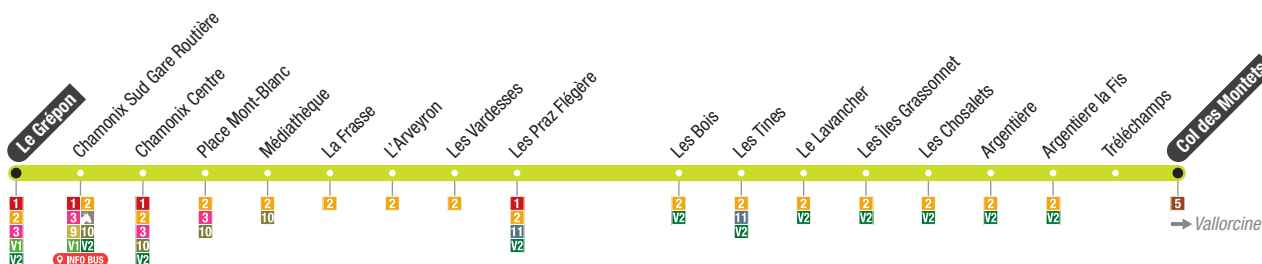 Le Grépon
Chamonix Sud Gare Routière
Chamonix Centre
Place Mont-Blanc
Médiathèque
La Frasse
L'Arveyron
Les Vardesses
Les Praz Flégère
Les Bois
Les Tines
Le Lavancher
Les Îles Grassonnet
Les Chosalets
Argentière
Argentiere la Fis
Tréléchamps
Col des Montets
1 1 2 1 2 2 2 2 2 1 2 2 2 2 2 2 2 5
2 3 2 3 10 2 V2 11 V2 V2 V2 V2 V2
3 9 10 3 10 11 V2
V1 V1 V2 10 V2
V2 INFO BUS V2
Vallorcine